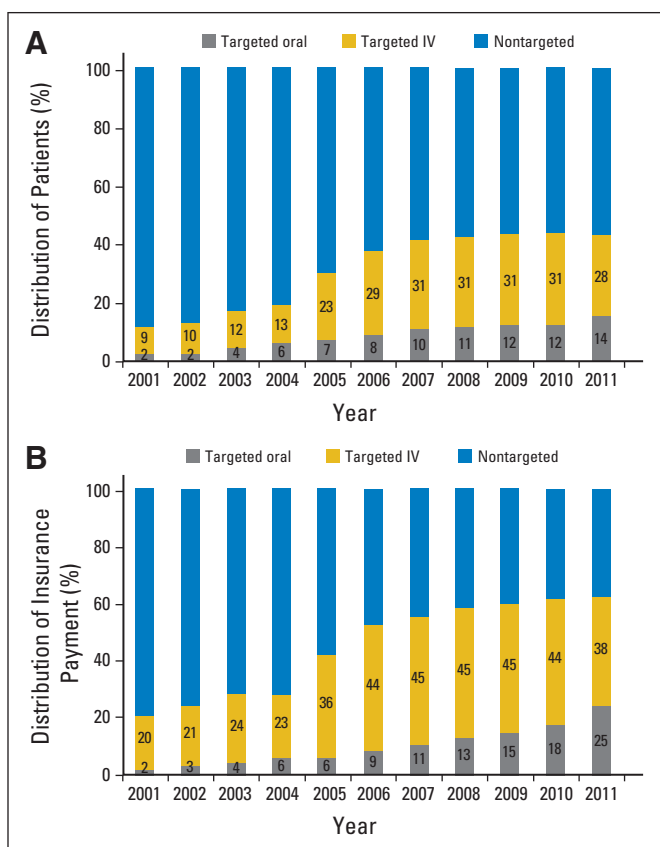 A
Targeted oral Targeted IV Nontargeted
Distribution of Patients (%)
100
80
60
40
20
0
9 10 12 13 23 29 31 31 31 31 28
2 2 4 6 7 8 10 11 12 12 14
2001 2002 2003 2004 2005 2006 2007 2008 2009 2010 2011
Year
B
Targeted oral Targeted IV Nontargeted
Distribution of Insurance
Payment (%)
100
80
60
40
20
0
20 21 24 23 36 44 45 45 45 44 38
2 3 4 6 6 9 11 13 15 18 25
2001 2002 2003 2004 2005 2006 2007 2008 2009 2010 2011
Year